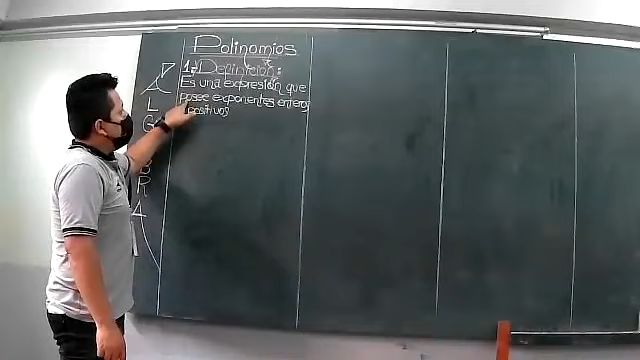 Polinomios
1. Definición:
Es una expresión que
posee exponentes enteros
positivos
A
L
G
B
R
A